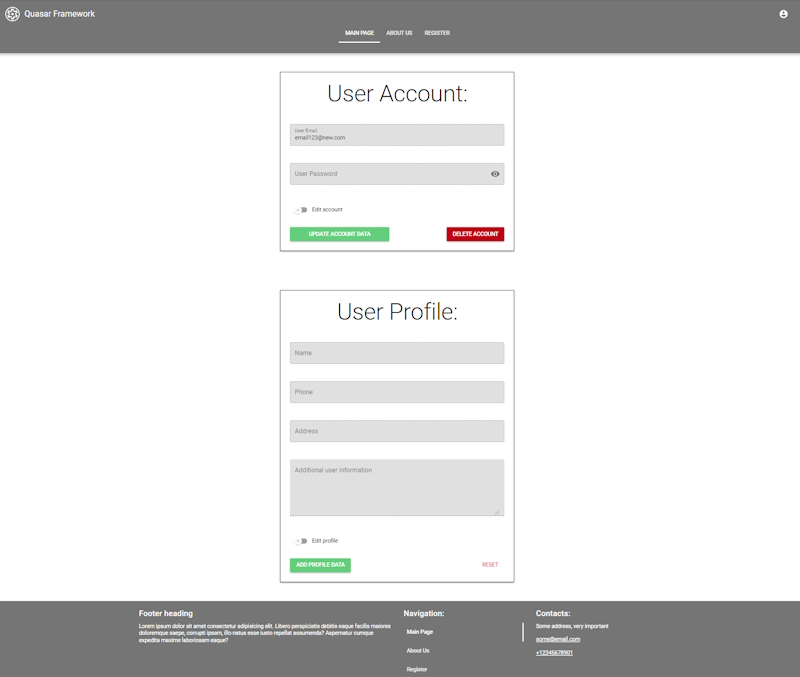 Quasar Framework
MAIN PAGE
ABOUT US
REGISTER
User Account:
User Email
email123@new.com
User Password
Edit account
UPDATE ACCOUNT DATA
DELETE ACCOUNT
User Profile:
Name
Phone
Address
Additional user information
Edit profile
ADD PROFILE DATA
RESET
Footer heading
Lorem ipsum dolor sit amet consectetur adipisicing elit. Libero perspiciatis debitis eaque facilis maiores
doloremque saepe, corrupti ipsam, illo natus esse iusto repellat assumenda? Aspernatur cumque
expedita maxime laboriosam eaque?
Navigation:
Main Page
About Us
Register
Contacts:
Some address, very important
some@email.com
+12345678901